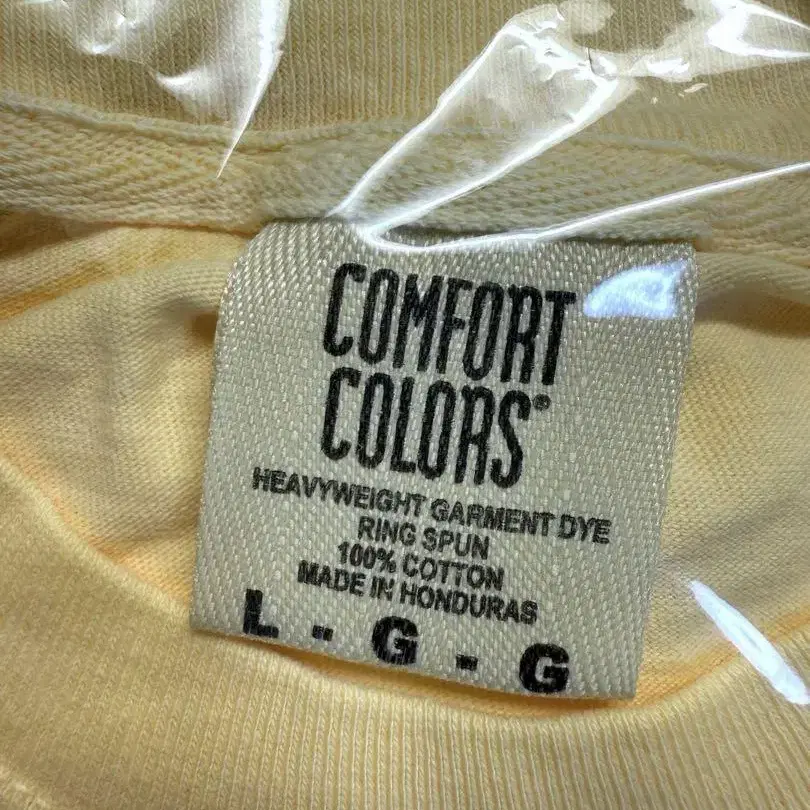 COMFORT
COLORS®
HEAVYWEIGHT GARMENT DYE
RING SPUN
100% COTTON
MADE IN HONDURAS
L - G - G